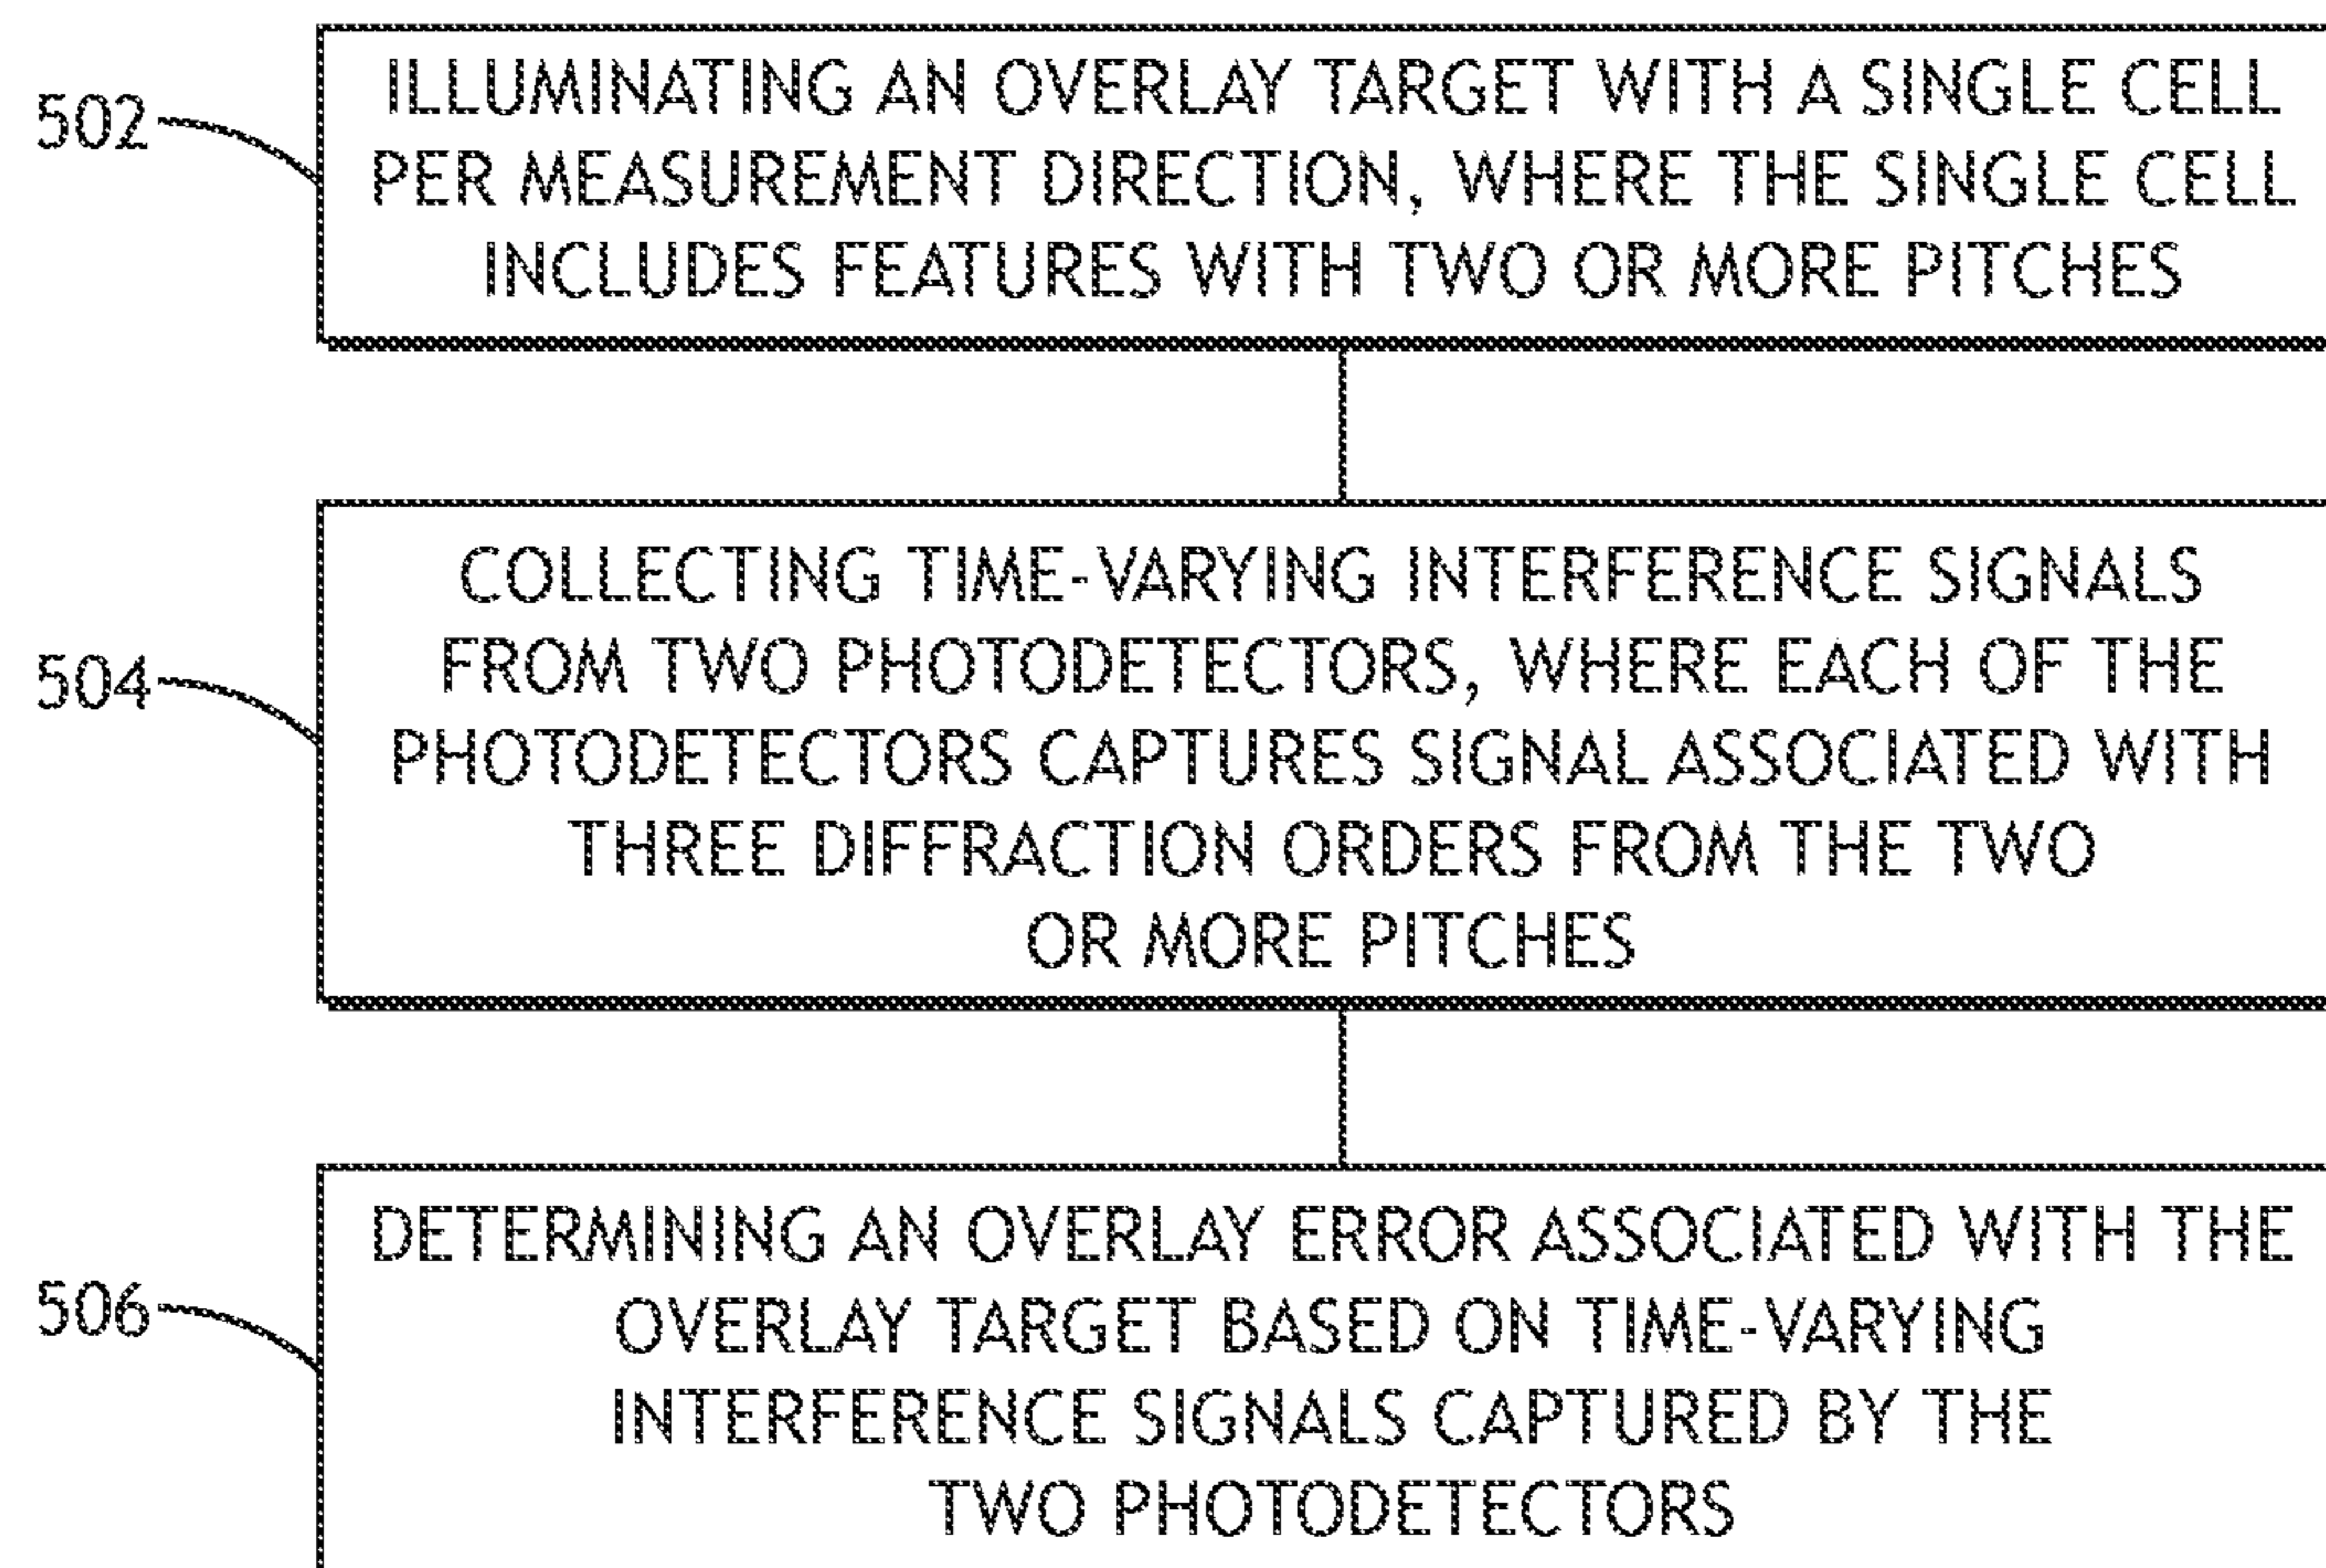 502
ILLUMINATING AN OVERLAY TARGET WITH A SINGLE CELL
PER MEASUREMENT DIRECTION, WHERE THE SINGLE CELL
INCLUDES FEATURES WITH TWO OR MORE PITCHES
504
COLLECTING TIME-VARYING INTERFERENCE SIGNALS
FROM TWO PHOTODETECTORS, WHERE EACH OF THE
PHOTODETECTORS CAPTURES SIGNAL ASSOCIATED WITH
THREE DIFFRACTION ORDERS FROM THE TWO
OR MORE PITCHES
506
DETERMINING AN OVERLAY ERROR ASSOCIATED WITH THE
OVERLAY TARGET BASED ON TIME-VARYING
INTERFERENCE SIGNALS CAPTURED BY THE
TWO PHOTODETECTORS